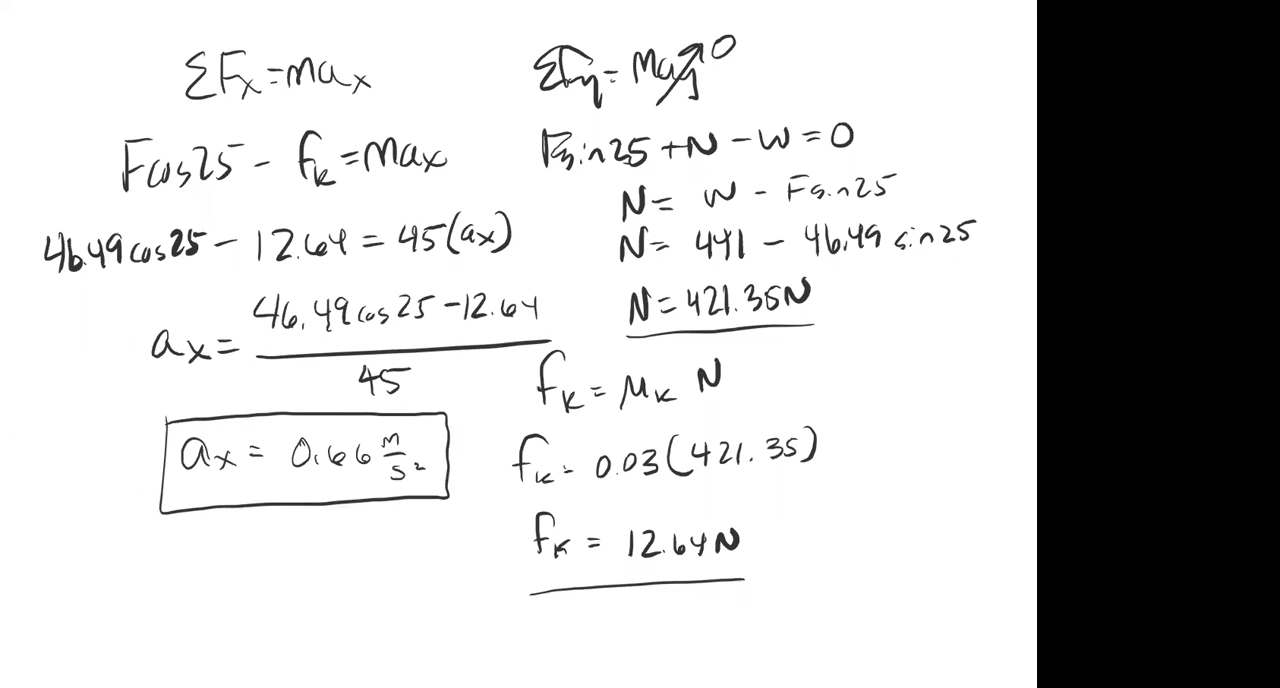 ΣFx=max
Fcos25 - fk=max
46.49cos25 - 12.64 = 45(ax)
ax = (46.49cos25 - 12.64)/45
ax = 0.66 m/s²
ΣFy=may→0
Fsin25 + N - W = 0
N = W - Fsin25
N = 441 - 46.49 sin25
N = 421.35N
fk = μk N
fk = 0.03(421.35)
fk = 12.64N